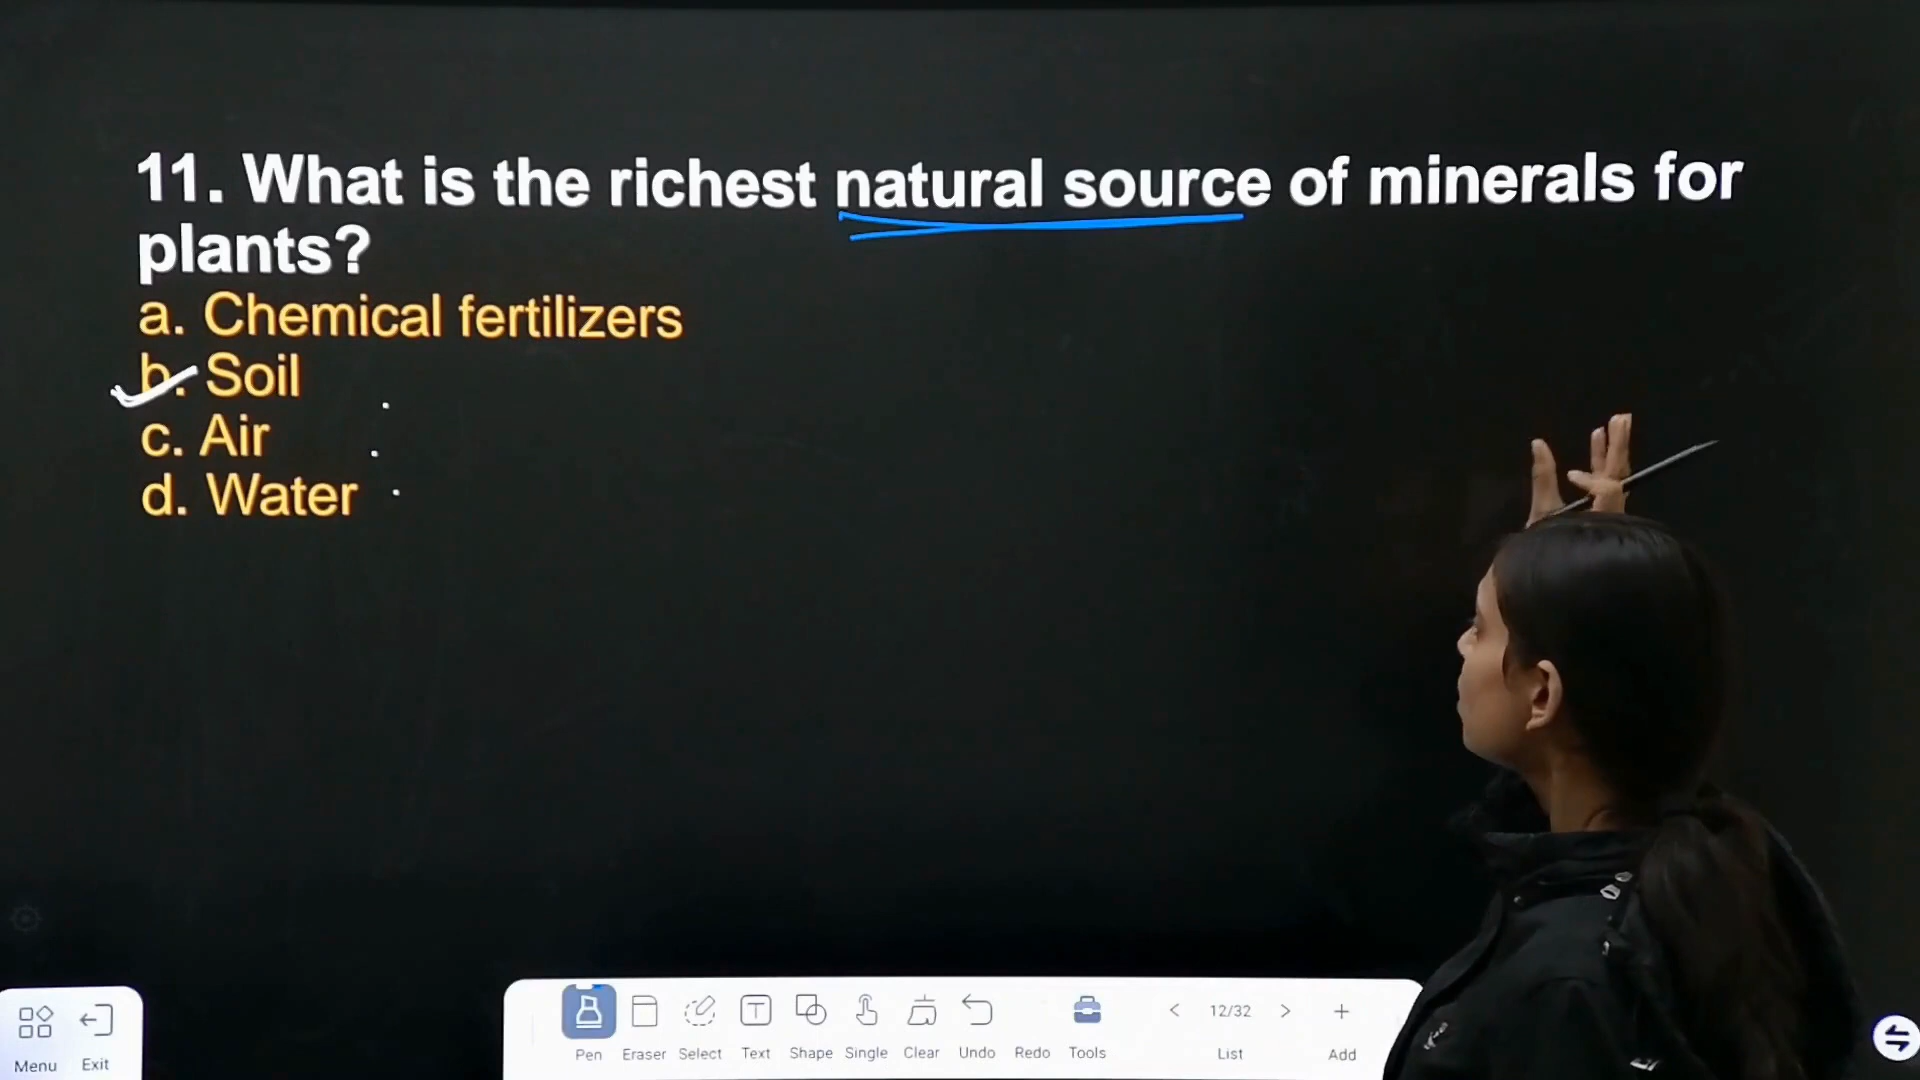 11. What is the richest natural source of minerals for
plants?
a. Chemical fertilizers
b. Soil
c. Air
d. Water
Menu
Exit
Pen
Eraser
Select
Text
Shape
Single
Clear
Undo
Redo
Tools
12/32
List
Add